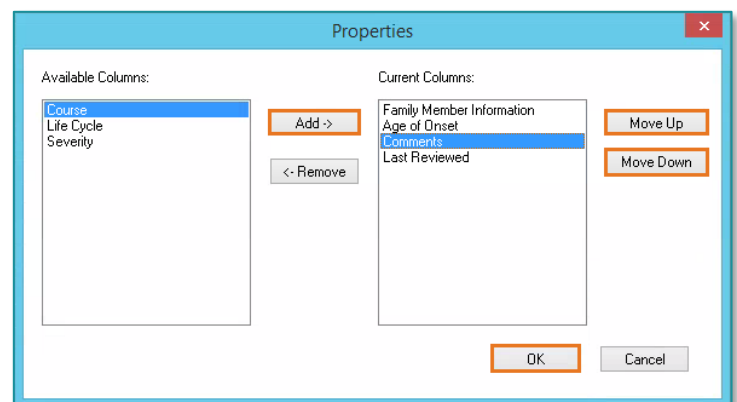 Properties
Available Columns:
Current Columns:
Course
Life Cycle
Severity
Add ->
<- Remove
Family Member Information
Age of Onset
Comments
Last Reviewed
Move Up
Move Down
OK
Cancel